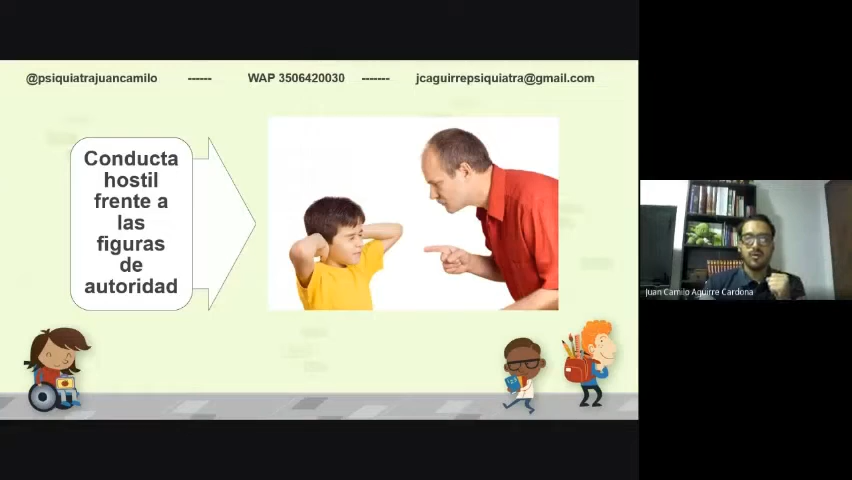 @psiquiatrajuancamilo ------ WAP 3506420030 ------- jcaguirrepsiquiatra@gmail.com
Conducta
hostil
frente a
las
figuras
de
autoridad
Juan Camilo Aguirre Cardona